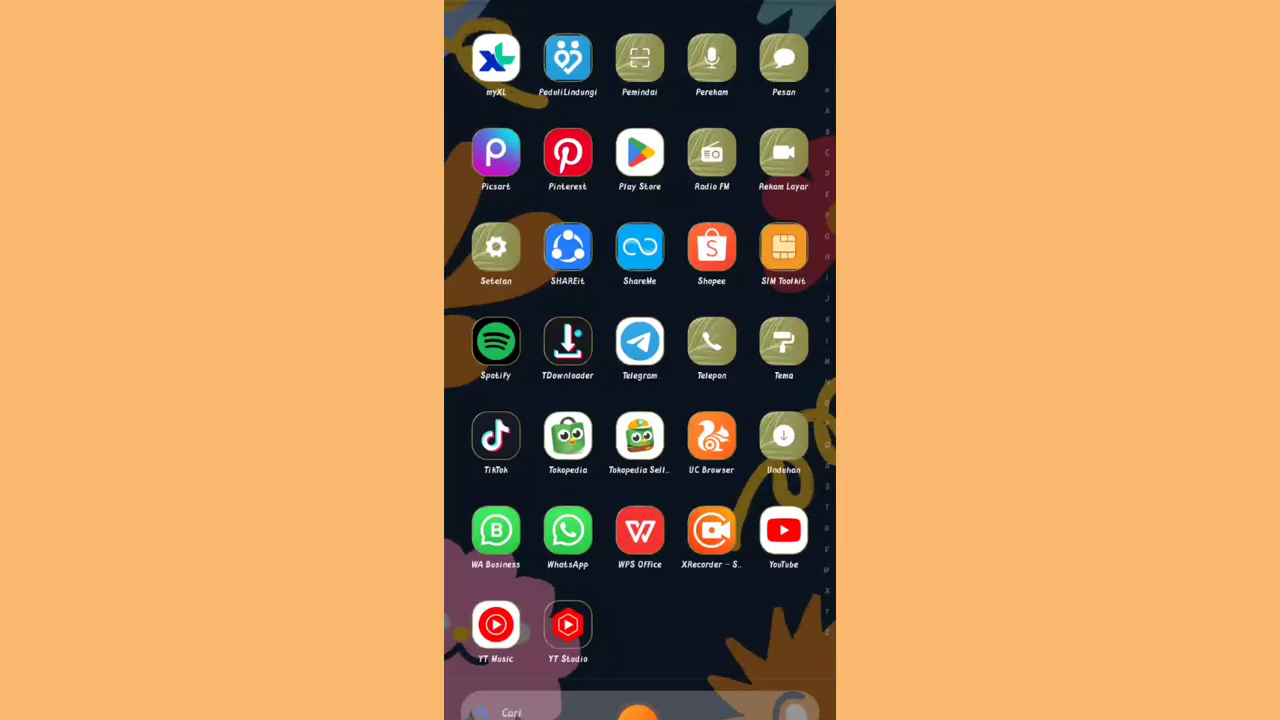 myXL PeduliLindungi Pemindai Perekam Pesan
Picsart Pinterest Play Store Radio FM Rekam Layar
Setelan SHAREit ShareMe Shopee SIM Toolkit
Spotify TDownloader Telegram Telepon Tema
TikTok Tokopedia Tokopedia Sell.. UC Browser Unduhan
WA Business WhatsApp WPS Office XRecorder - S.. YouTube
YT Music YT Studio
Cari